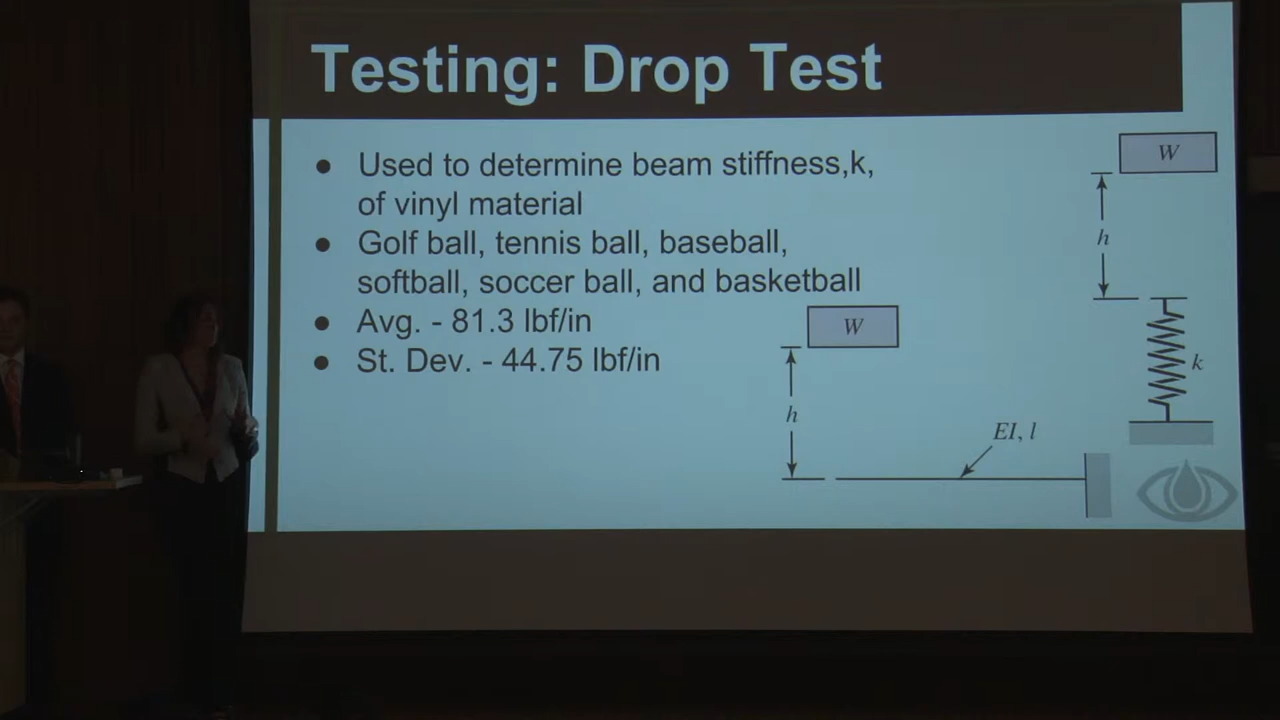 Testing: Drop Test
● Used to determine beam stiffness,k,
of vinyl material
● Golf ball, tennis ball, baseball,
softball, soccer ball, and basketball
● Avg. - 81.3 lbf/in
● St. Dev. - 44.75 lbf/in
W
h
k
W
h
EI, l